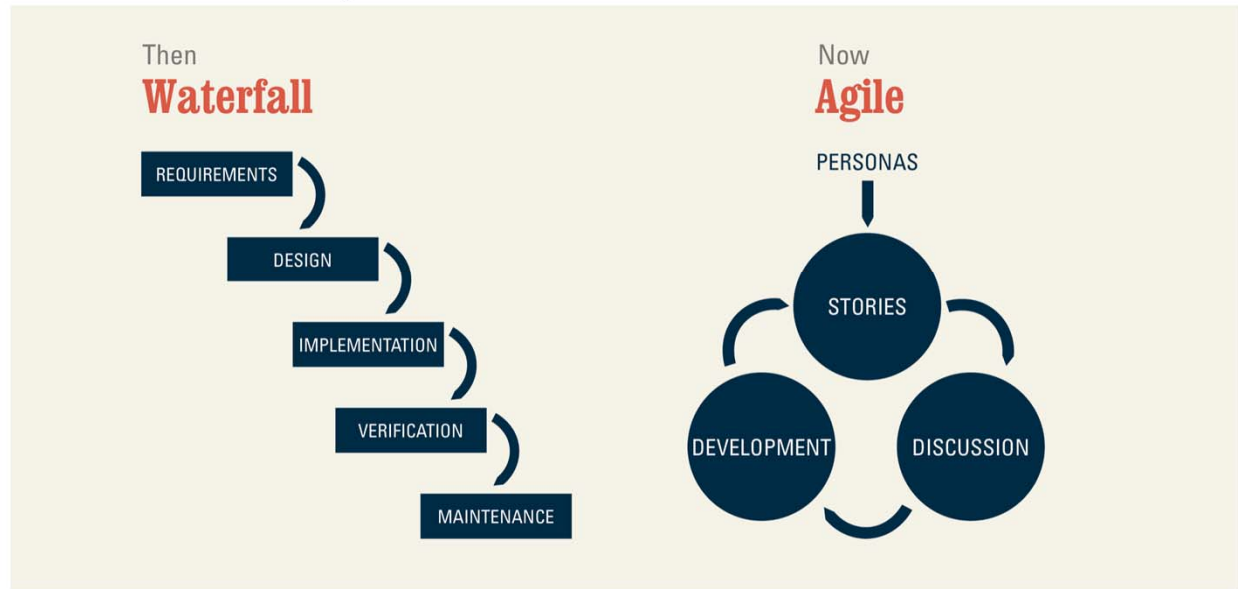 Then
Waterfall
REQUIREMENTS
DESIGN
IMPLEMENTATION
VERIFICATION
MAINTENANCE
Now
Agile
PERSONAS
STORIES
DEVELOPMENT
DISCUSSION